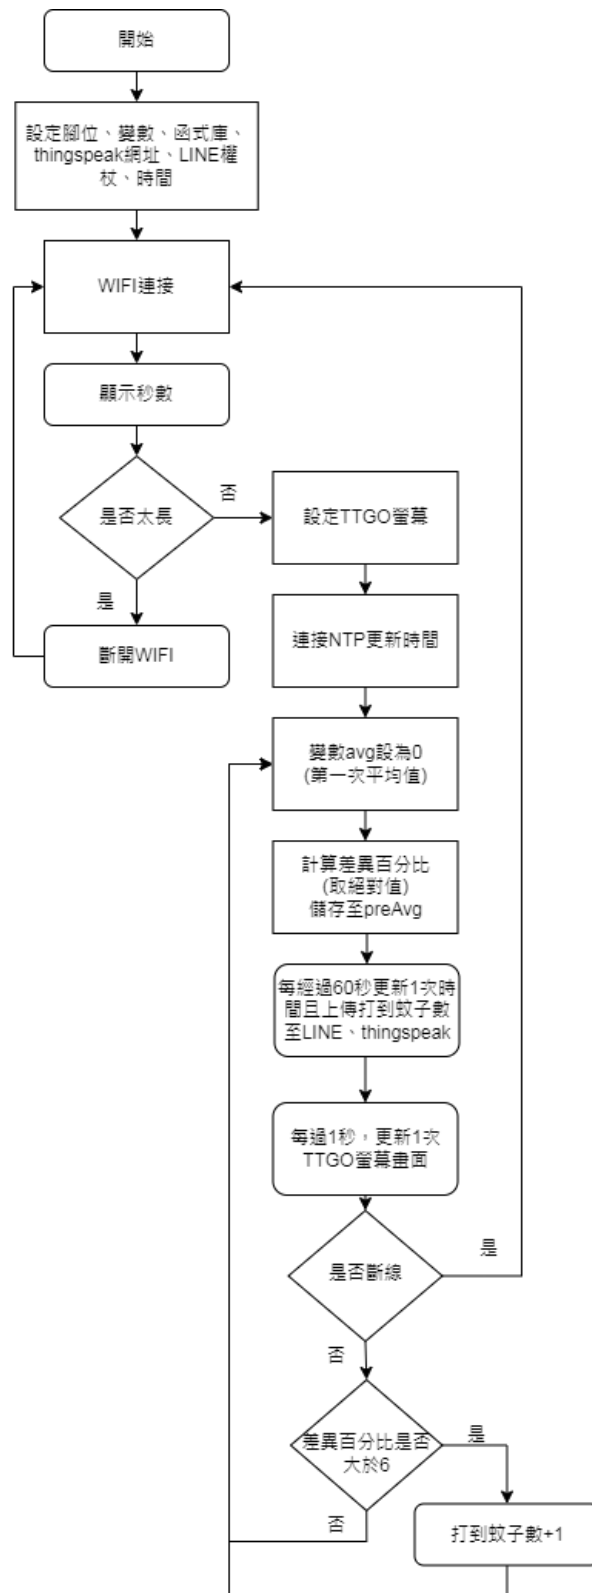 開始
設定腳位、變數、函式庫、
thingspeak網址、LINE權
杖、時間
WIFI連接
顯示秒數
是否太長
否
設定TTGO螢幕
是
斷開WIFI
連接NTP更新時間
變數avg設為0
(第一次平均值)
計算差異百分比
(取絕對值)
儲存至preAvg
每經過60秒更新1次時
間且上傳打到蚊子數
至LINE、thingspeak
每過1秒，更新1次
TTGO螢幕畫面
是否斷線
是
否
差異百分比是否
大於6
是
否
打到蚊子數+1